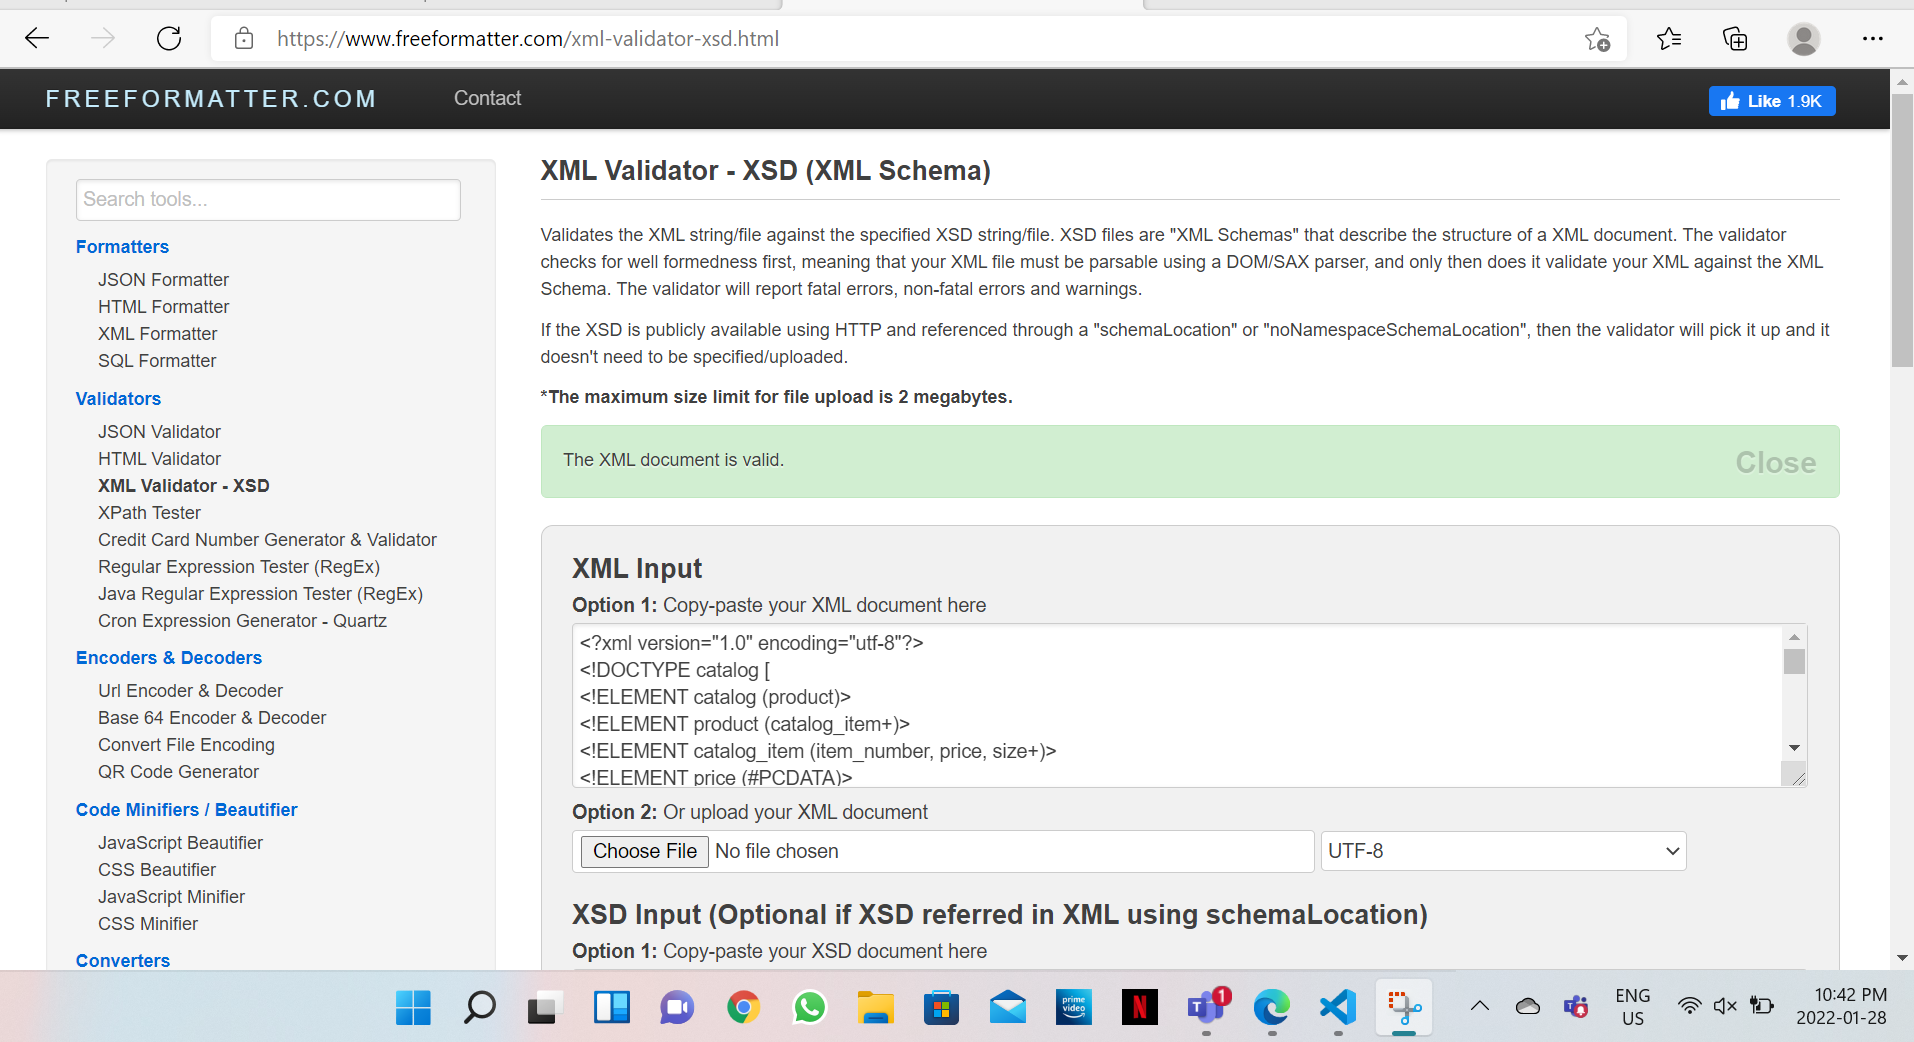 https://www.freeformatter.com/xml-validator-xsd.html
FREEFORMATTER.COM
Contact
Like 1.9K
Search tools...
Formatters
JSON Formatter
HTML Formatter
XML Formatter
SQL Formatter
Validators
JSON Validator
HTML Validator
XML Validator - XSD
XPath Tester
Credit Card Number Generator & Validator
Regular Expression Tester (RegEx)
Java Regular Expression Tester (RegEx)
Cron Expression Generator - Quartz
Encoders & Decoders
Url Encoder & Decoder
Base 64 Encoder & Decoder
Convert File Encoding
QR Code Generator
Code Minifiers / Beautifier
JavaScript Beautifier
CSS Beautifier
JavaScript Minifier
CSS Minifier
Converters
XML Validator - XSD (XML Schema)
Validates the XML string/file against the specified XSD string/file. XSD files are "XML Schemas" that describe the structure of a XML document. The validator
checks for well formedness first, meaning that your XML file must be parsable using a DOM/SAX parser, and only then does it validate your XML against the XML
Schema. The validator will report fatal errors, non-fatal errors and warnings.
If the XSD is publicly available using HTTP and referenced through a "schemaLocation" or "noNamespaceSchemaLocation", then the validator will pick it up and it
doesn't need to be specified/uploaded.
*The maximum size limit for file upload is 2 megabytes.
The XML document is valid.
Close
XML Input
Option 1: Copy-paste your XML document here
<?xml version="1.0" encoding="utf-8"?>
<!DOCTYPE catalog [
<!ELEMENT catalog (product)>
<!ELEMENT product (catalog_item+)>
<!ELEMENT catalog_item (item_number, price, size+)>
<!ELEMENT price (#PCDATA)>
Option 2: Or upload your XML document
Choose File No file chosen
UTF-8
XSD Input (Optional if XSD referred in XML using schemaLocation)
Option 1: Copy-paste your XSD document here
prime
video
N
T
1
T
ENG
US
10:42 PM
2022-01-28